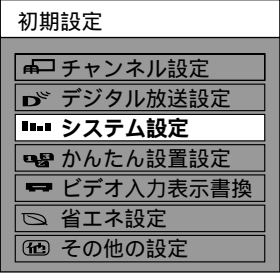 初期設定
チャンネル設定
デジタル放送設定
システム設定
かんたん設置設定
ビデオ入力表示書換
省エネ設定
他 その他の設定